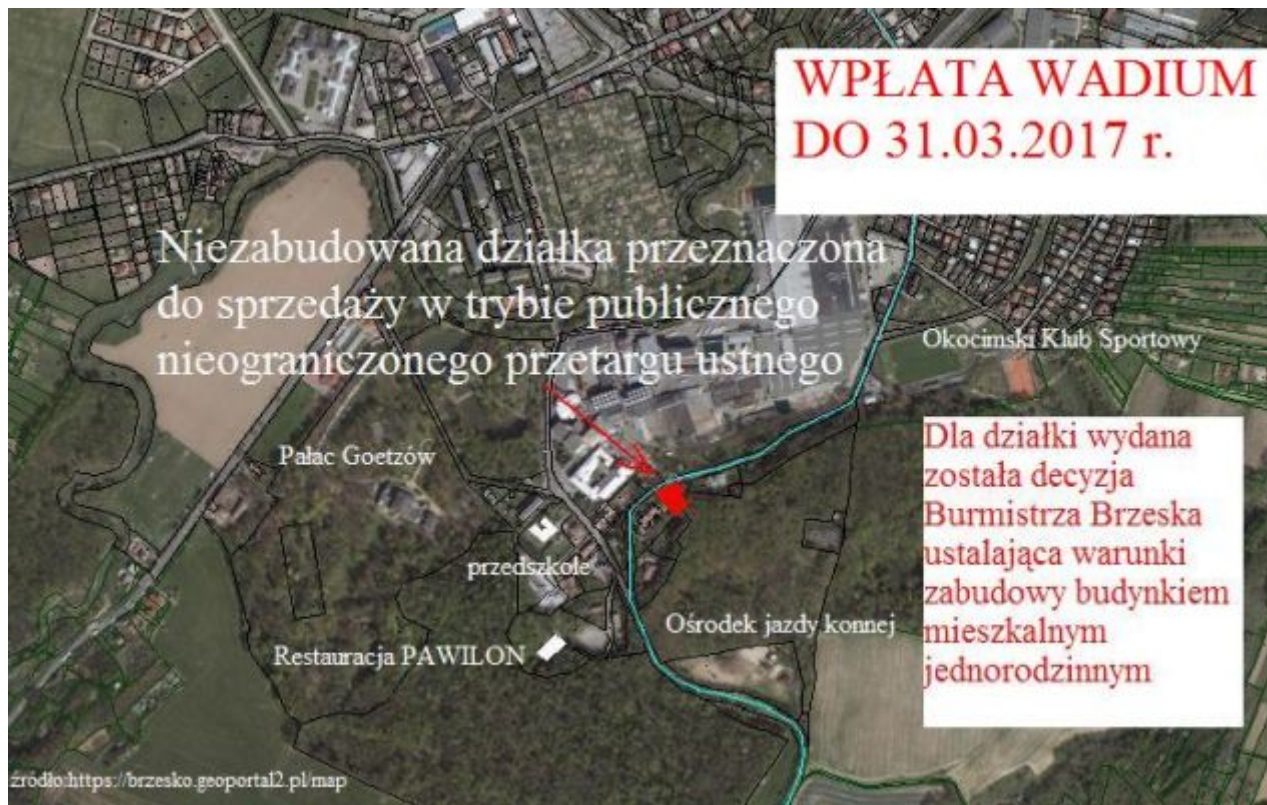 WPŁATA WADIUM
DO 31.03.2017 r.
Niezabudowana działka przeznaczona
do sprzedaży w trybie publicznego
nieograniczonego przetargu ustnego
Okocimski Klub Sportowy
Dla działki wydana
została decyzja
Burmistrza Brzeska
ustalająca warunki
zabudowy budynkiem
mieszkalnym
jednorodzinnym
Pałac Goetzów
przedszkole
Ośrodek jazdy konnej
Restauracja PAWILON
źródło:https://brzesko.geoportal2.pl/map